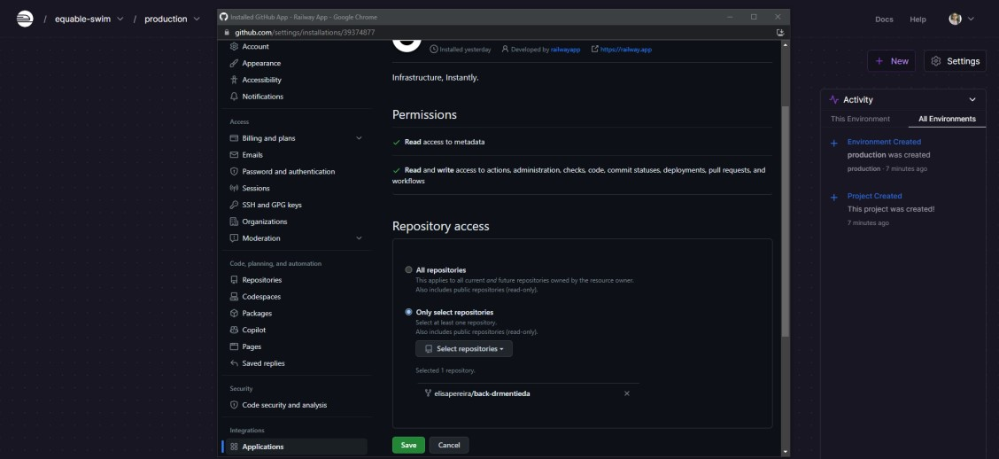 / equable-swim / production
Docs Help
Installed GitHub App - Railway App - Google Chrome
github.com/settings/installations/39374877
Account
Appearance
Accessibility
Notifications
Access
Billing and plans
Emails
Password and authentication
Sessions
SSH and GPG keys
Organizations
Moderation
Code, planning, and automation
Repositories
Codespaces
Packages
Copilot
Pages
Saved replies
Security
Code security and analysis
Integrations
Applications
Installed yesterday Developed by railwayapp https://railway.app
Infrastructure, Instantly.
Permissions
Read access to metadata
Read and write access to actions, administration, checks, code, commit statuses, deployments, pull requests, and
workflows
Repository access
All repositories
This applies to all current and future repositories owned by the resource owner.
Also includes public repositories (read-only).
Only select repositories
Select at least one repository.
Also includes public repositories (read-only).
Select repositories
Selected 1 repository.
elisapereira/back-drmentieda
Save Cancel
+ New Settings
Activity
This Environment All Environments
Environment Created
production was created
production · 7 minutes ago
Project Created
This project was created!
7 minutes ago